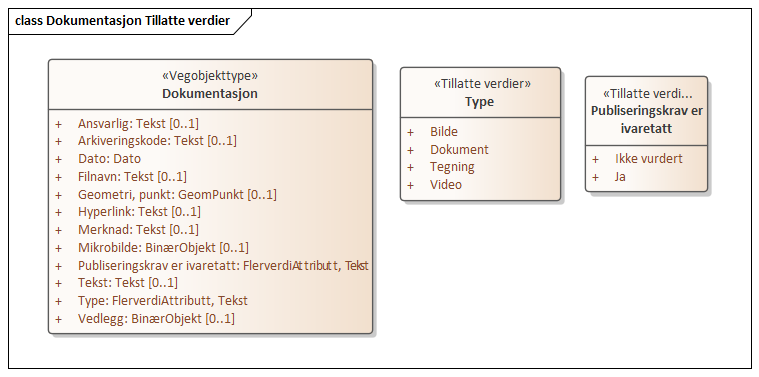 class Dokumentasjon Tillatte verdier
«Vegobjekttype»
Dokumentasjon
+ Ansvarlig: Tekst [0..1]
+ Arkiveringskode: Tekst [0..1]
+ Dato: Dato
+ Filnavn: Tekst [0..1]
+ Geometri, punkt: GeomPunkt [0..1]
+ Hyperlink: Tekst [0..1]
+ Merknad: Tekst [0..1]
+ Mikrobilde: BinærObjekt [0..1]
+ Publiseringskrav er ivaretatt: FlerverdiAttributt, Tekst
+ Tekst: Tekst [0..1]
+ Type: FlerverdiAttributt, Tekst
+ Vedlegg: BinærObjekt [0..1]
«Tillatte verdier»
Type
+ Bilde
+ Dokument
+ Tegning
+ Video
«Tillatte verdi...
Publiseringskrav er
ivaretatt
+ Ikke vurdert
+ Ja